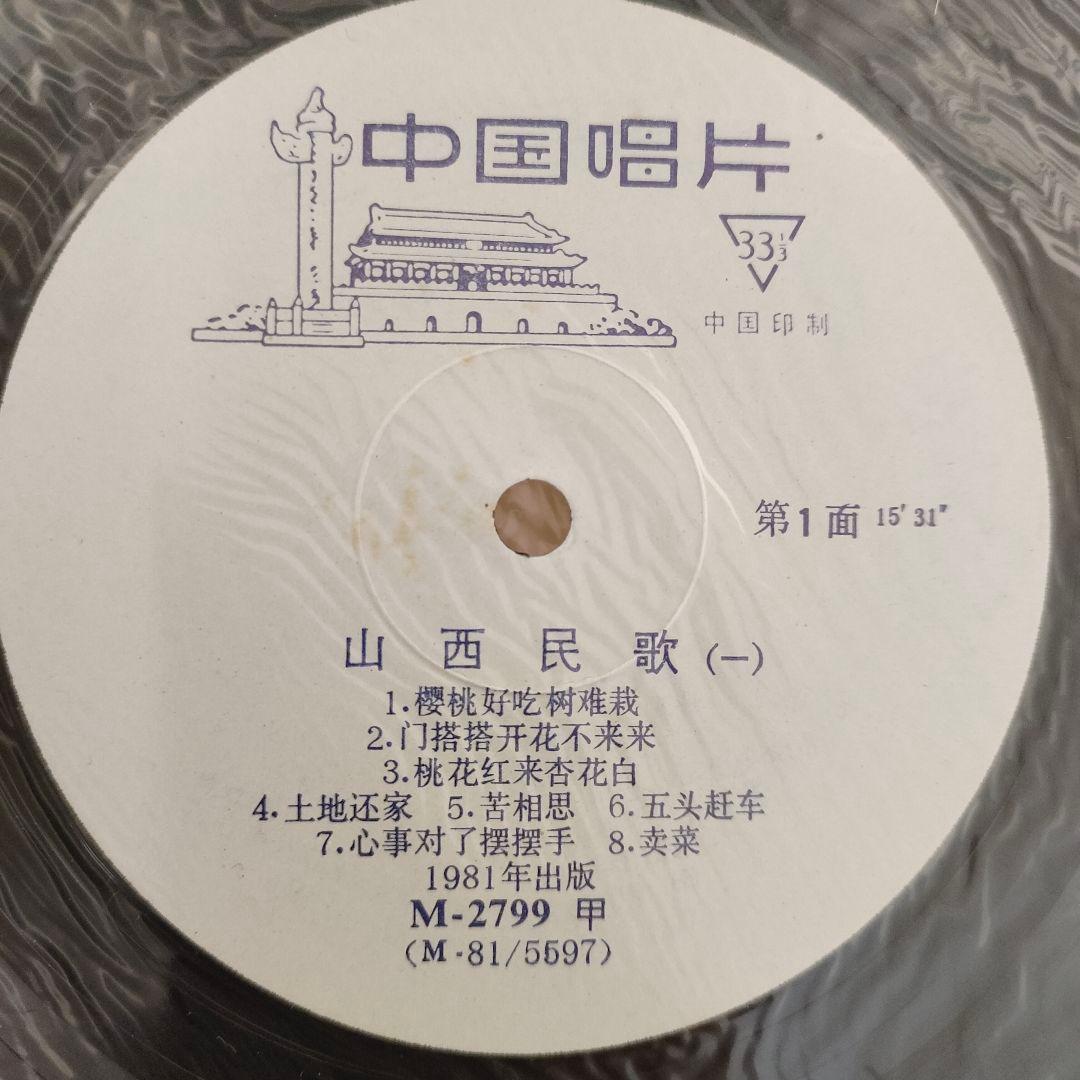 中国唱片
33⅓
中国印制
第1面 15′31″
山西民歌(一)
1.樱桃好吃树难栽
2.门搭搭开花不来来
3.桃花红来杏花白
4.土地还家 5.苦相思 6.五头赶车
7.心事对了摆摆手 8.卖菜
1981年出版
M-2799 甲
(M·81/5597)